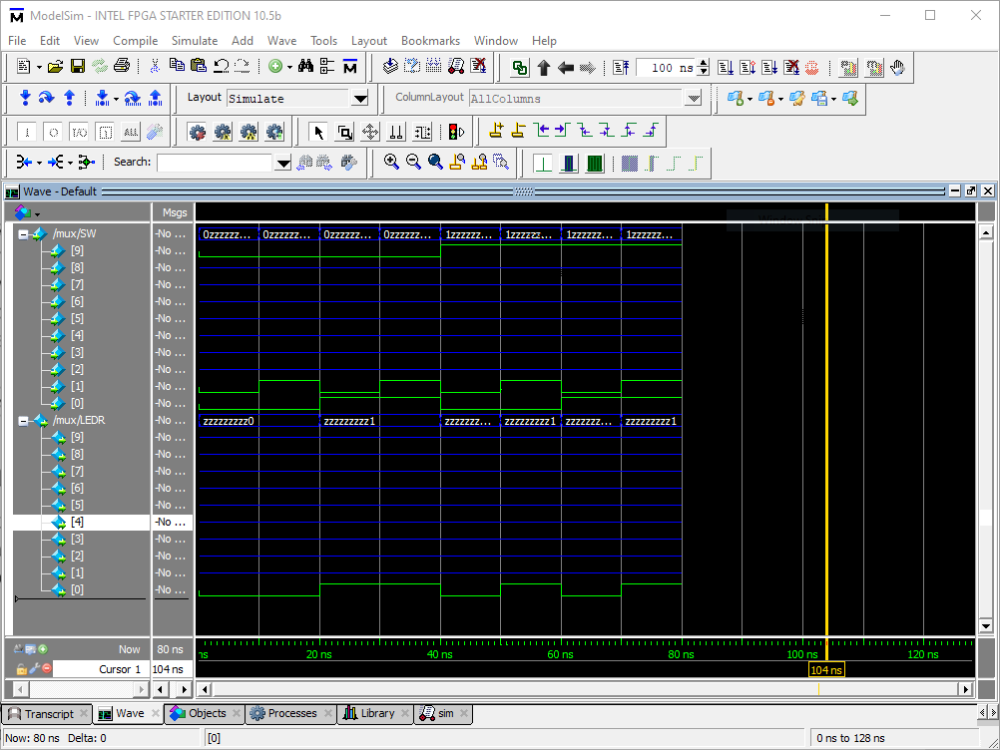 ModelSim - INTEL FPGA STARTER EDITION 10.5b
File Edit View Compile Simulate Add Wave Tools Layout Bookmarks Window Help
100 ns
Layout Simulate ColumnLayout AllColumns
ALL
Search:
Wave - Default
Msgs
/mux/SW -No ... 0zzzzzz... 0zzzzzz... 0zzzzzz... 0zzzzzz... 1zzzzzz... 1zzzzzz... 1zzzzzz... 1zzzzzz...
[9] -No ...
[8] -No ...
[7] -No ...
[6] -No ...
[5] -No ...
[4] -No ...
[3] -No ...
[2] -No ...
[1] -No ...
[0] -No ...
/mux/LEDR -No ... zzzzzzzzz0 zzzzzzzzz1 zzzzzzz... zzzzzzzzz1 zzzzzzz... zzzzzzzzz1
[9] -No ...
[8] -No ...
[7] -No ...
[6] -No ...
[5] -No ...
[4] -No ...
[3] -No ...
[2] -No ...
[1] -No ...
[0] -No ...
Now 80 ns ns 20 ns 40 ns 60 ns 80 ns 100 ns 120 ns
Cursor 1 104 ns 104 ns
Transcript Wave Objects Processes Library sim
Now: 80 ns Delta: 0 [0] 0 ns to 128 ns